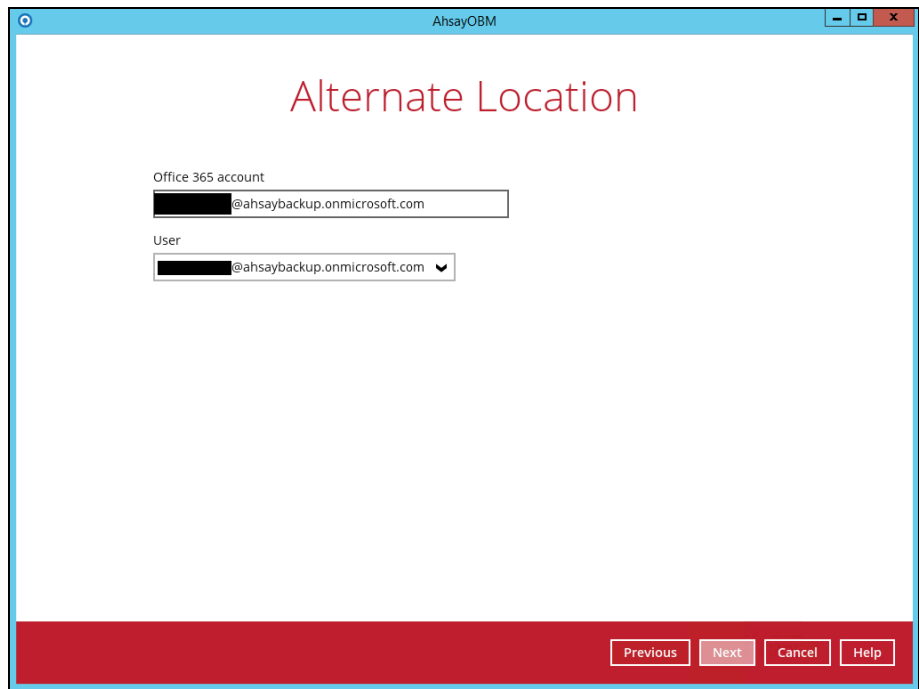 AhsayOBM
Alternate Location
Office 365 account
@ahsaybackup.onmicrosoft.com
User
@ahsaybackup.onmicrosoft.com
Previous Next Cancel Help